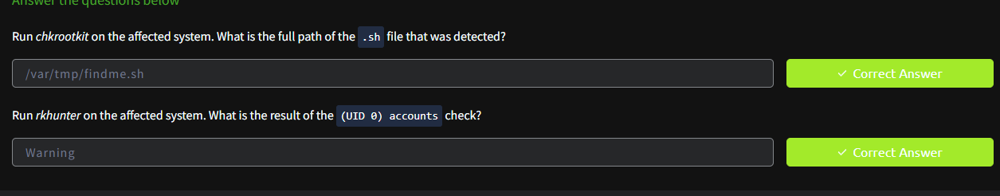 Answer the questions below
Run chkrootkit on the affected system. What is the full path of the .sh file that was detected?
/var/tmp/findme.sh
✓ Correct Answer
Run rkhunter on the affected system. What is the result of the (UID 0) accounts check?
Warning
✓ Correct Answer